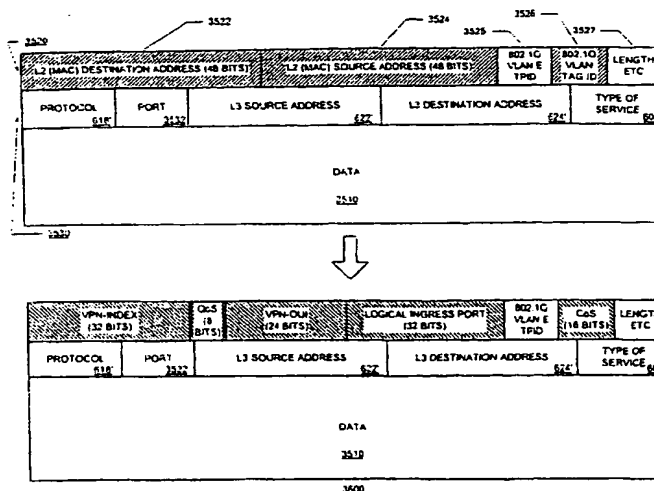 3522 3524 3526
3525 3527
3520
L2 (MAC) DESTINATION ADDRESS (48 BITS) L2 (MAC) SOURCE ADDRESS (48 BITS) 802.1Q VLAN E TPID 802.1Q VLAN TAG ID LENGTH ETC
PROTOCOL 618' PORT 3532 L3 SOURCE ADDRESS 622' L3 DESTINATION ADDRESS 624' TYPE OF SERVICE
DATA
3510
3530
VPN-INDEX (32 BITS) QoS (8 BITS) VPN-OUI (24 BITS) LOGICAL INGRESS PORT (32 BITS) 802.1Q VLAN E TPID CoS (16 BITS) LENGTH ETC
PROTOCOL 618' PORT 3522' L3 SOURCE ADDRESS 622' L3 DESTINATION ADDRESS 624' TYPE OF SERVICE
DATA
3510
3600